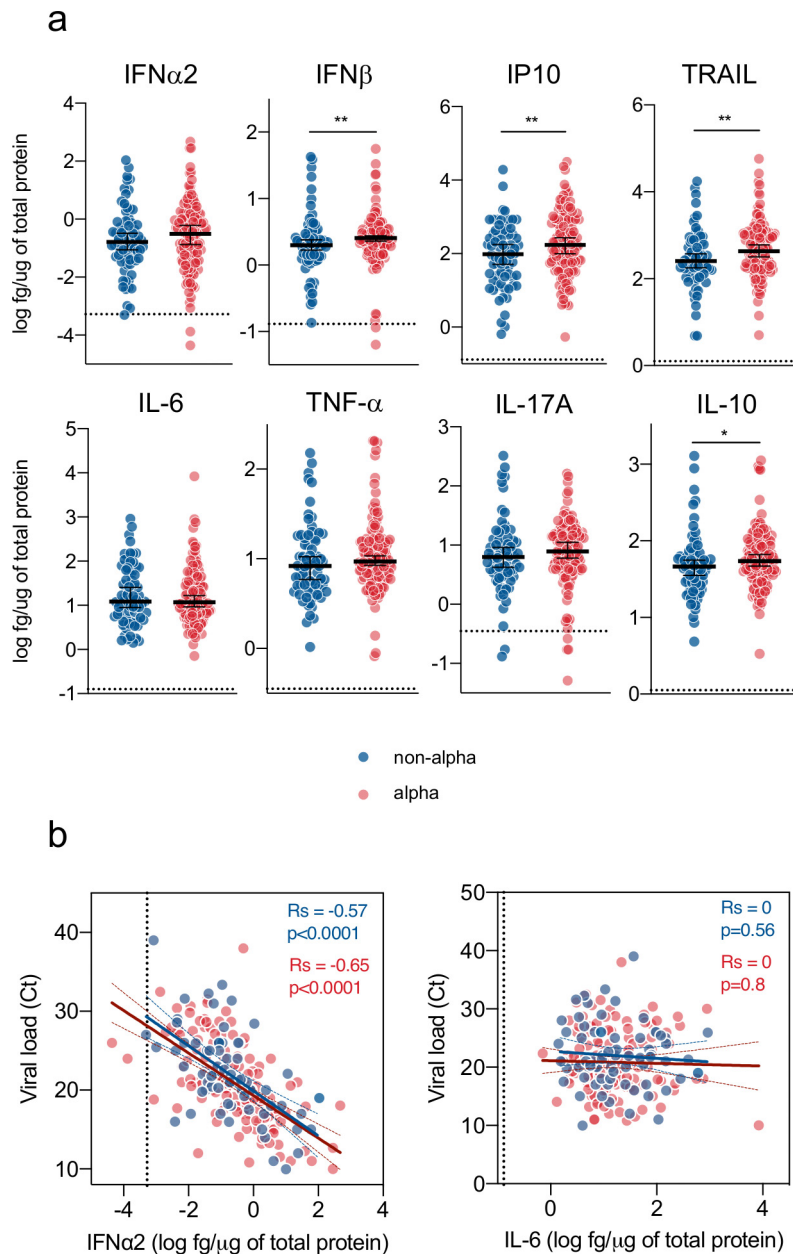 a
IFNα2
IFNβ
IP10
TRAIL
log fg/ug of total protein
4
2
0
-2
-4
2
1
0
-1
**
6
4
2
0
**
6
4
2
0
**
IL-6
TNF-α
IL-17A
IL-10
log fg/ug of total protein
5
4
3
2
1
0
-1
2
1
0
3
2
1
0
-1
3
2
1
0
*
non-alpha
alpha
b
Viral load (Ct)
40
30
20
10
Rs = -0.57
p<0.0001
Rs = -0.65
p<0.0001
-4
-2
0
2
4
IFNα2 (log fg/µg of total protein)
Viral load (Ct)
50
40
30
20
10
0
Rs = 0
p=0.56
Rs = 0
p=0.8
0
2
4
IL-6 (log fg/µg of total protein)